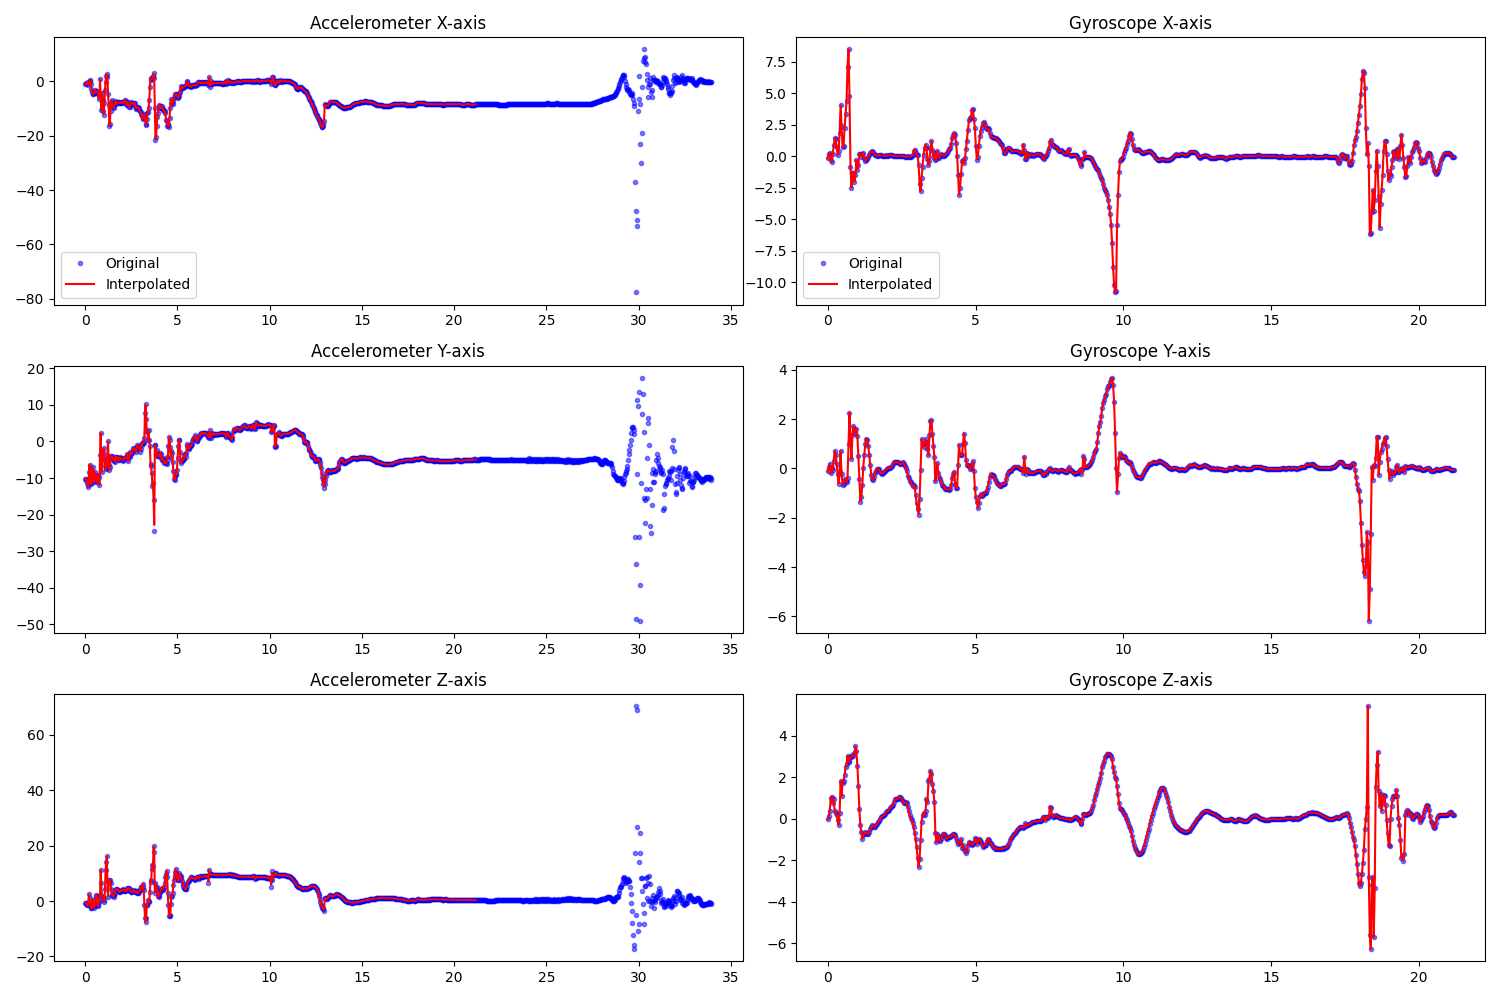 Accelerometer X-axis
0
−20
−40
−60
−80
Original
Interpolated
0 5 10 15 20 25 30 35
Gyroscope X-axis
7.5
5.0
2.5
0.0
−2.5
−5.0
−7.5
−10.0
Original
Interpolated
0 5 10 15 20
Accelerometer Y-axis
20
10
0
−10
−20
−30
−40
−50
0 5 10 15 20 25 30 35
Gyroscope Y-axis
4
2
0
−2
−4
−6
0 5 10 15 20
Accelerometer Z-axis
60
40
20
0
−20
0 5 10 15 20 25 30 35
Gyroscope Z-axis
4
2
0
−2
−4
−6
0 5 10 15 20